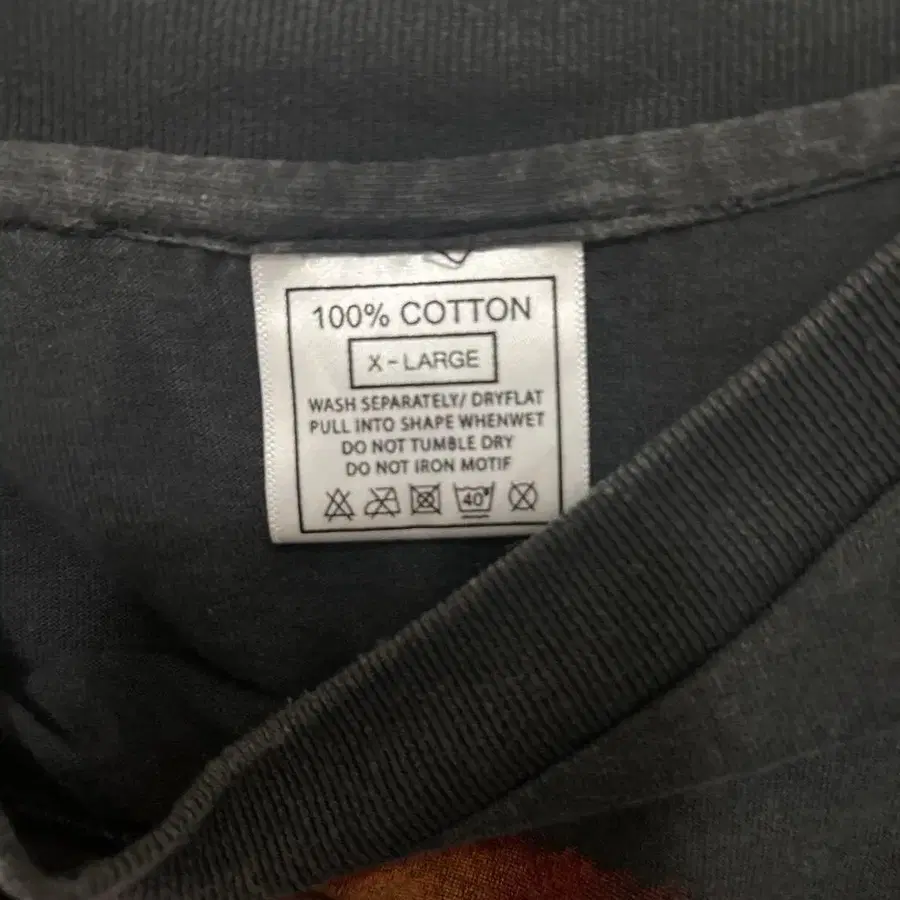 100% COTTON
X-LARGE
WASH SEPARATELY/ DRYFLAT
PULL INTO SHAPE WHENWET
DO NOT TUMBLE DRY
DO NOT IRON MOTIF
40°